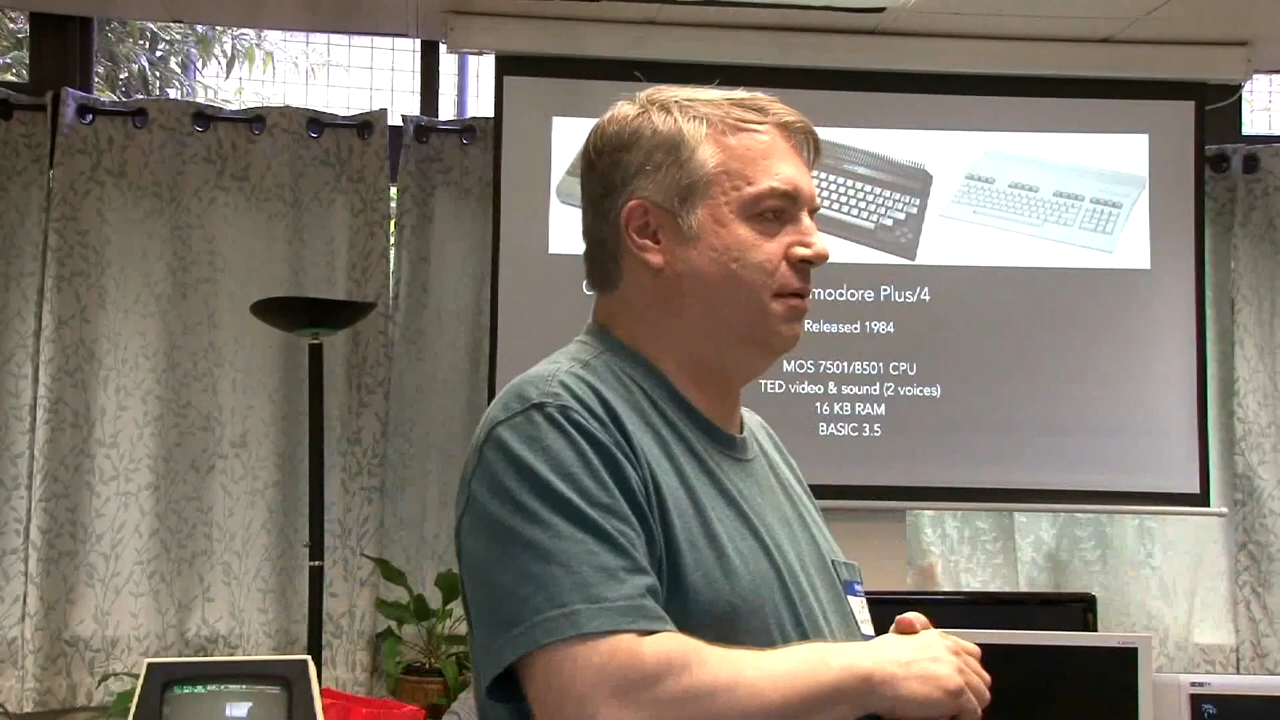 modore Plus/4
Released 1984
MOS 7501/8501 CPU
TED video & sound (2 voices)
16 KB RAM
BASIC 3.5